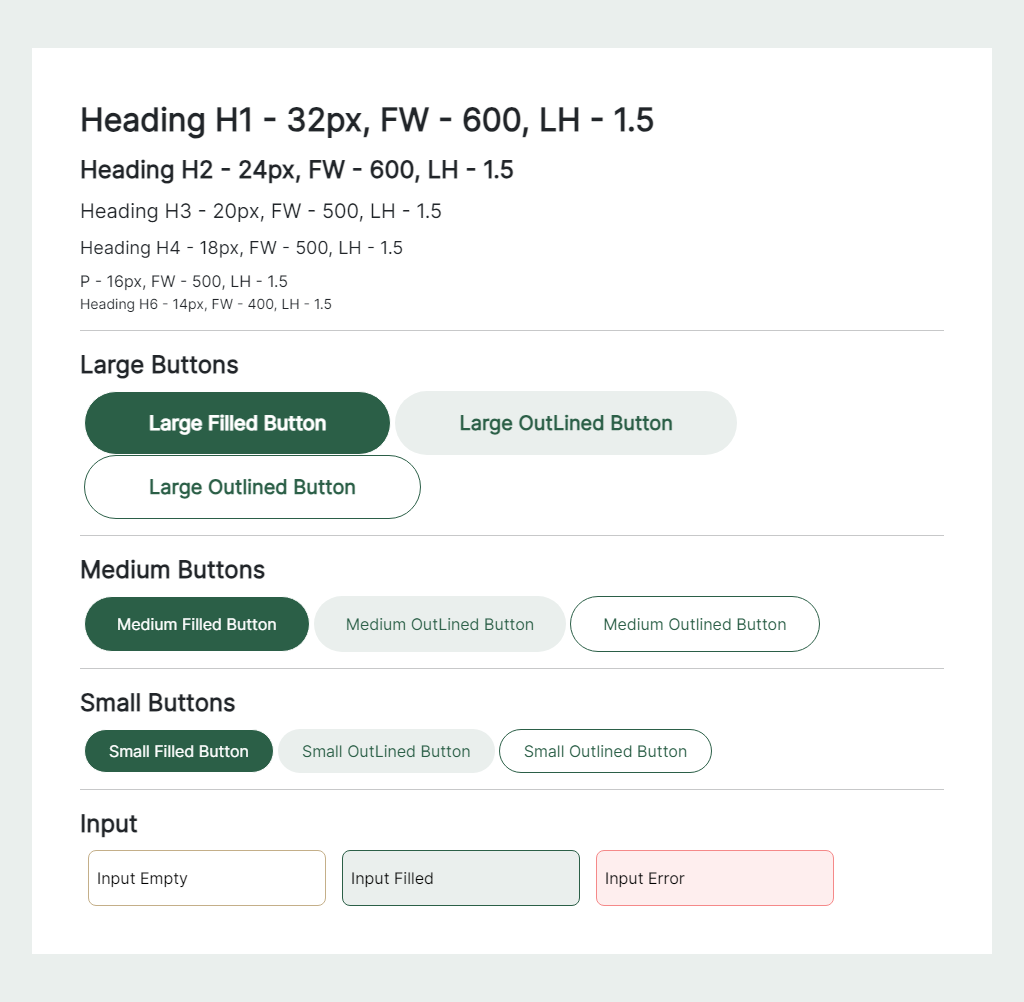 Heading H1 - 32px, FW - 600, LH - 1.5
Heading H2 - 24px, FW - 600, LH - 1.5
Heading H3 - 20px, FW - 500, LH - 1.5
Heading H4 - 18px, FW - 500, LH - 1.5
P - 16px, FW - 500, LH - 1.5
Heading H6 - 14px, FW - 400, LH - 1.5
Large Buttons
Large Filled Button Large OutLined Button
Large Outlined Button
Medium Buttons
Medium Filled Button Medium OutLined Button Medium Outlined Button
Small Buttons
Small Filled Button Small OutLined Button Small Outlined Button
Input
Input Empty Input Filled Input Error